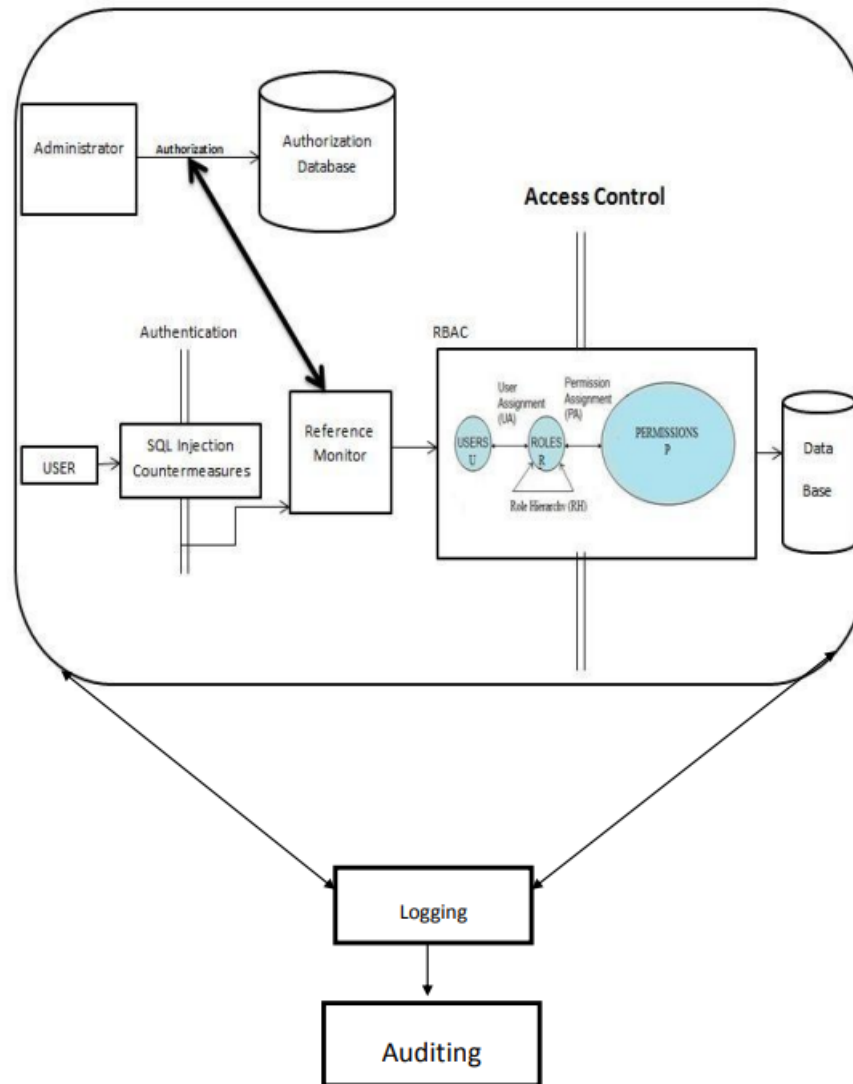 Administrator
Authorization
Authorization
Database
Access Control
Authentication
RBAC
USER
SQL Injection
Countermeasures
Reference
Monitor
User
Assignment
(UA)
Permission
Assignment
(PA)
USERS
U
ROLES
R
PERMISSIONS
P
Role Hierarchy (RH)
Data
Base
Logging
Auditing